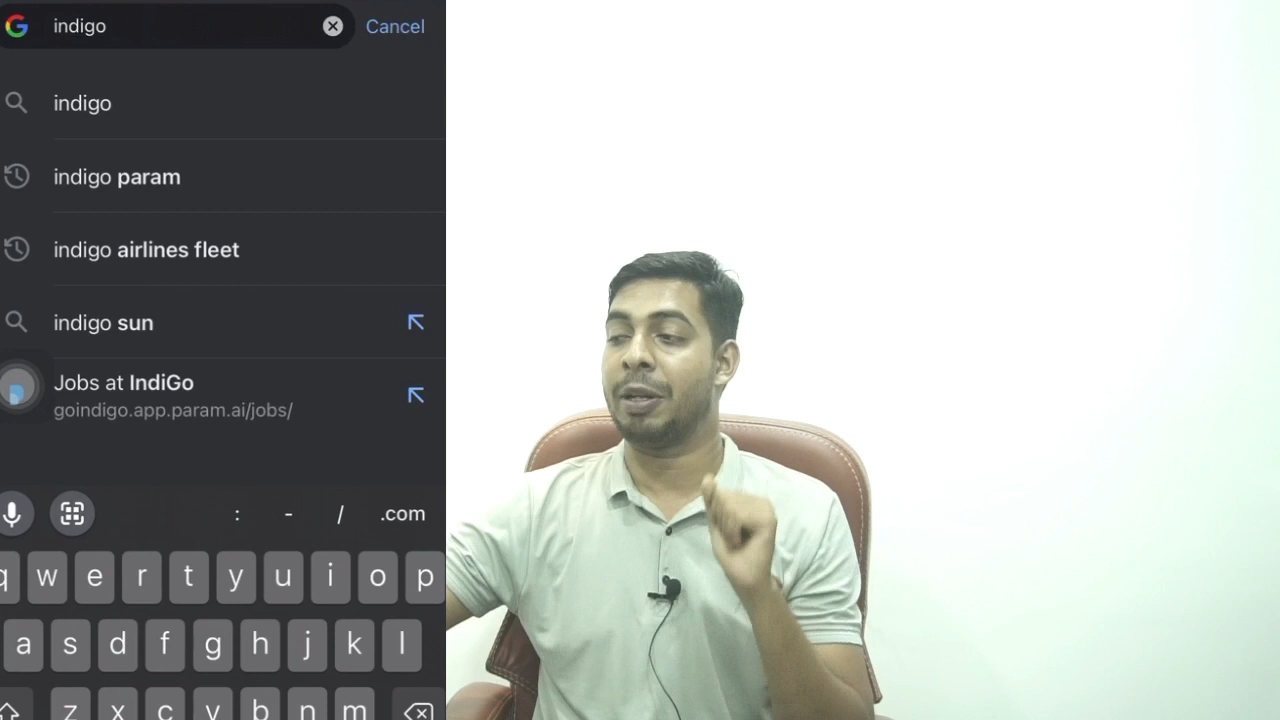 indigo
Cancel
indigo
indigo param
indigo airlines fleet
indigo sun
Jobs at IndiGo
goindigo.app.param.ai/jobs/
: - / .com
q w e r t y u i o p
a s d f g h j k l
z x c v b n m